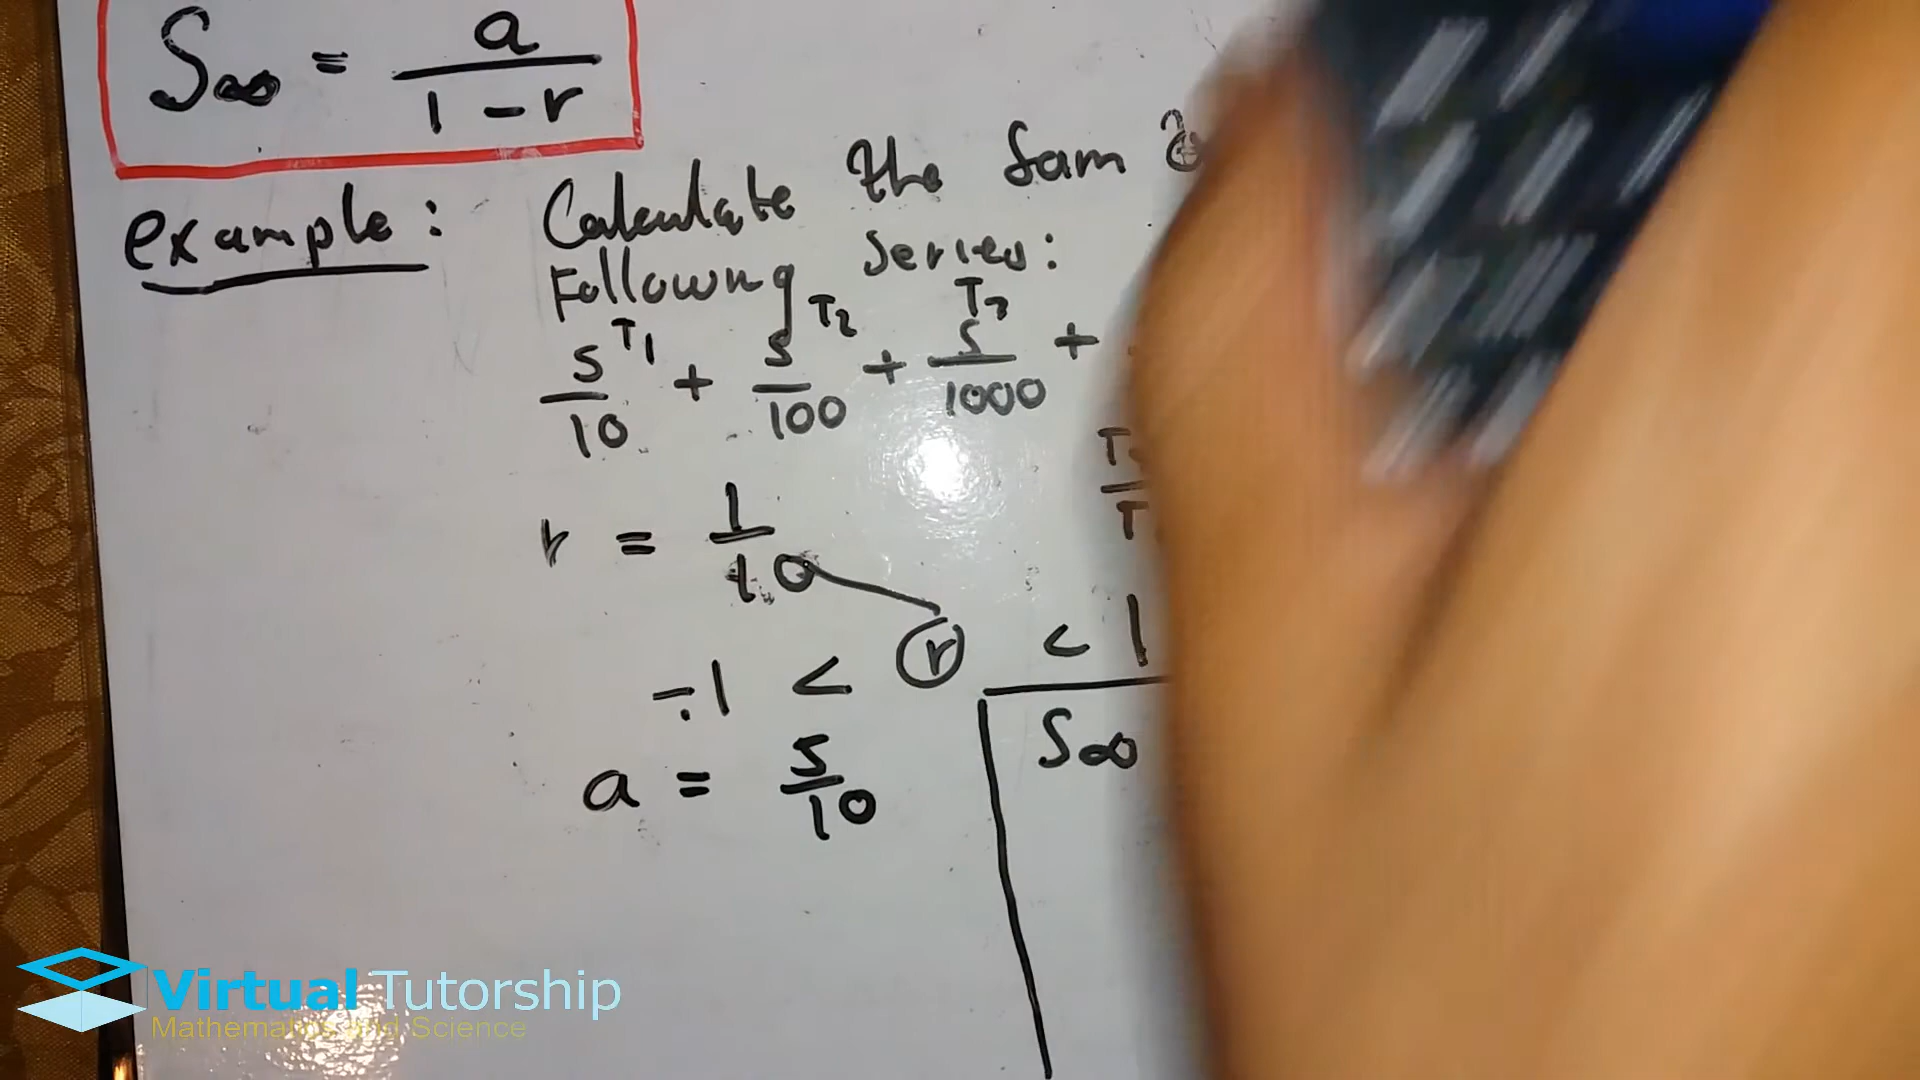 S∞ = a / 1 - r
example: Calculate the Sum
Following Series:
T1 T2 T3
5/10 + 5/100 + 5/1000 +
r = 1/10
÷1 < r < 1
S∞
a = 5/10
Virtual Tutorship
Mathematics and Science